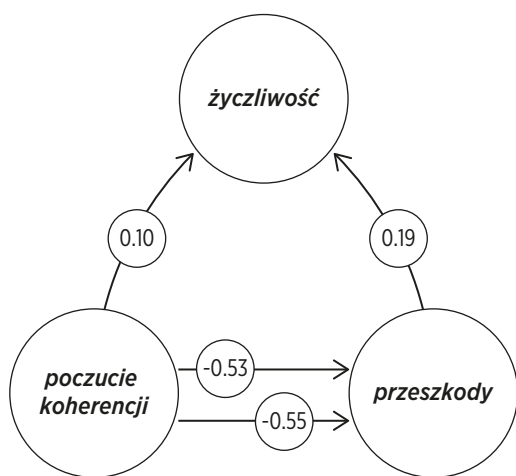 życzliwość
0.10
0.19
poczucie
koherencji
-0.53
-0.55
przeszkody